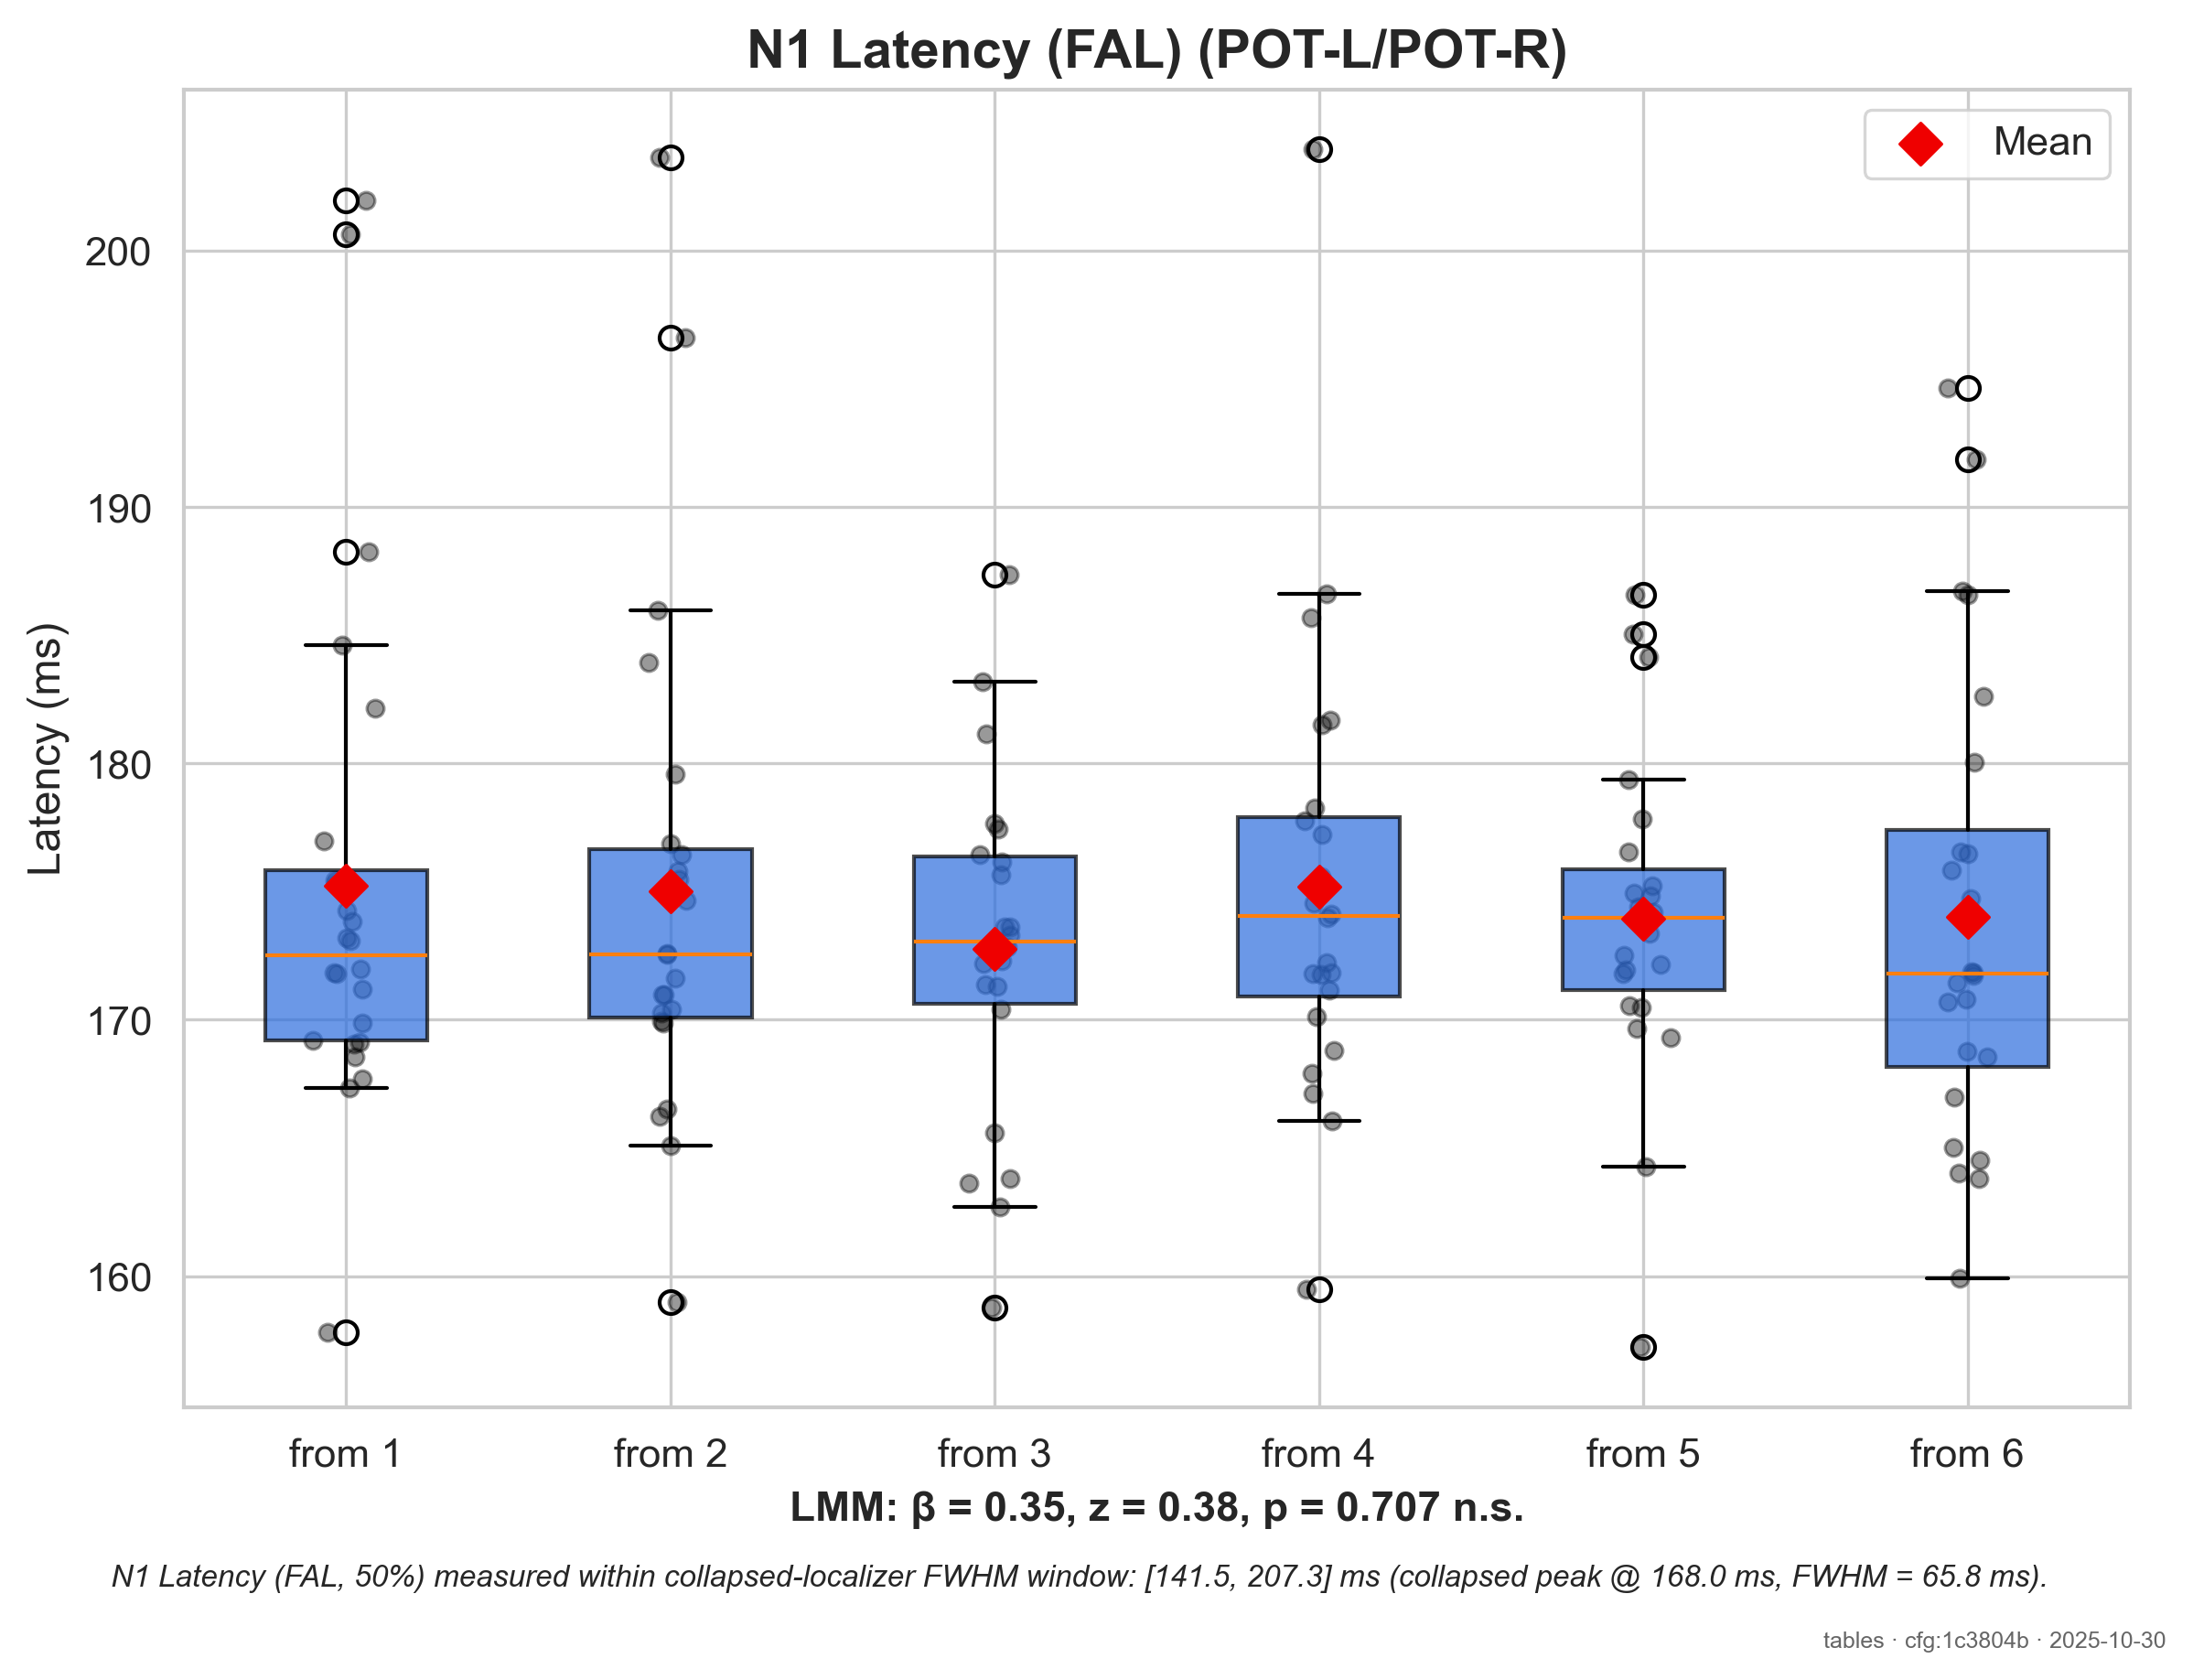 N1 Latency (FAL) (POT-L/POT-R)
Mean
Latency (ms)
200
190
180
170
160
from 1 from 2 from 3 from 4 from 5 from 6
LMM: β = 0.35, z = 0.38, p = 0.707 n.s.
N1 Latency (FAL, 50%) measured within collapsed-localizer FWHM window: [141.5, 207.3] ms (collapsed peak @ 168.0 ms, FWHM = 65.8 ms).
tables · cfg:1c3804b · 2025-10-30